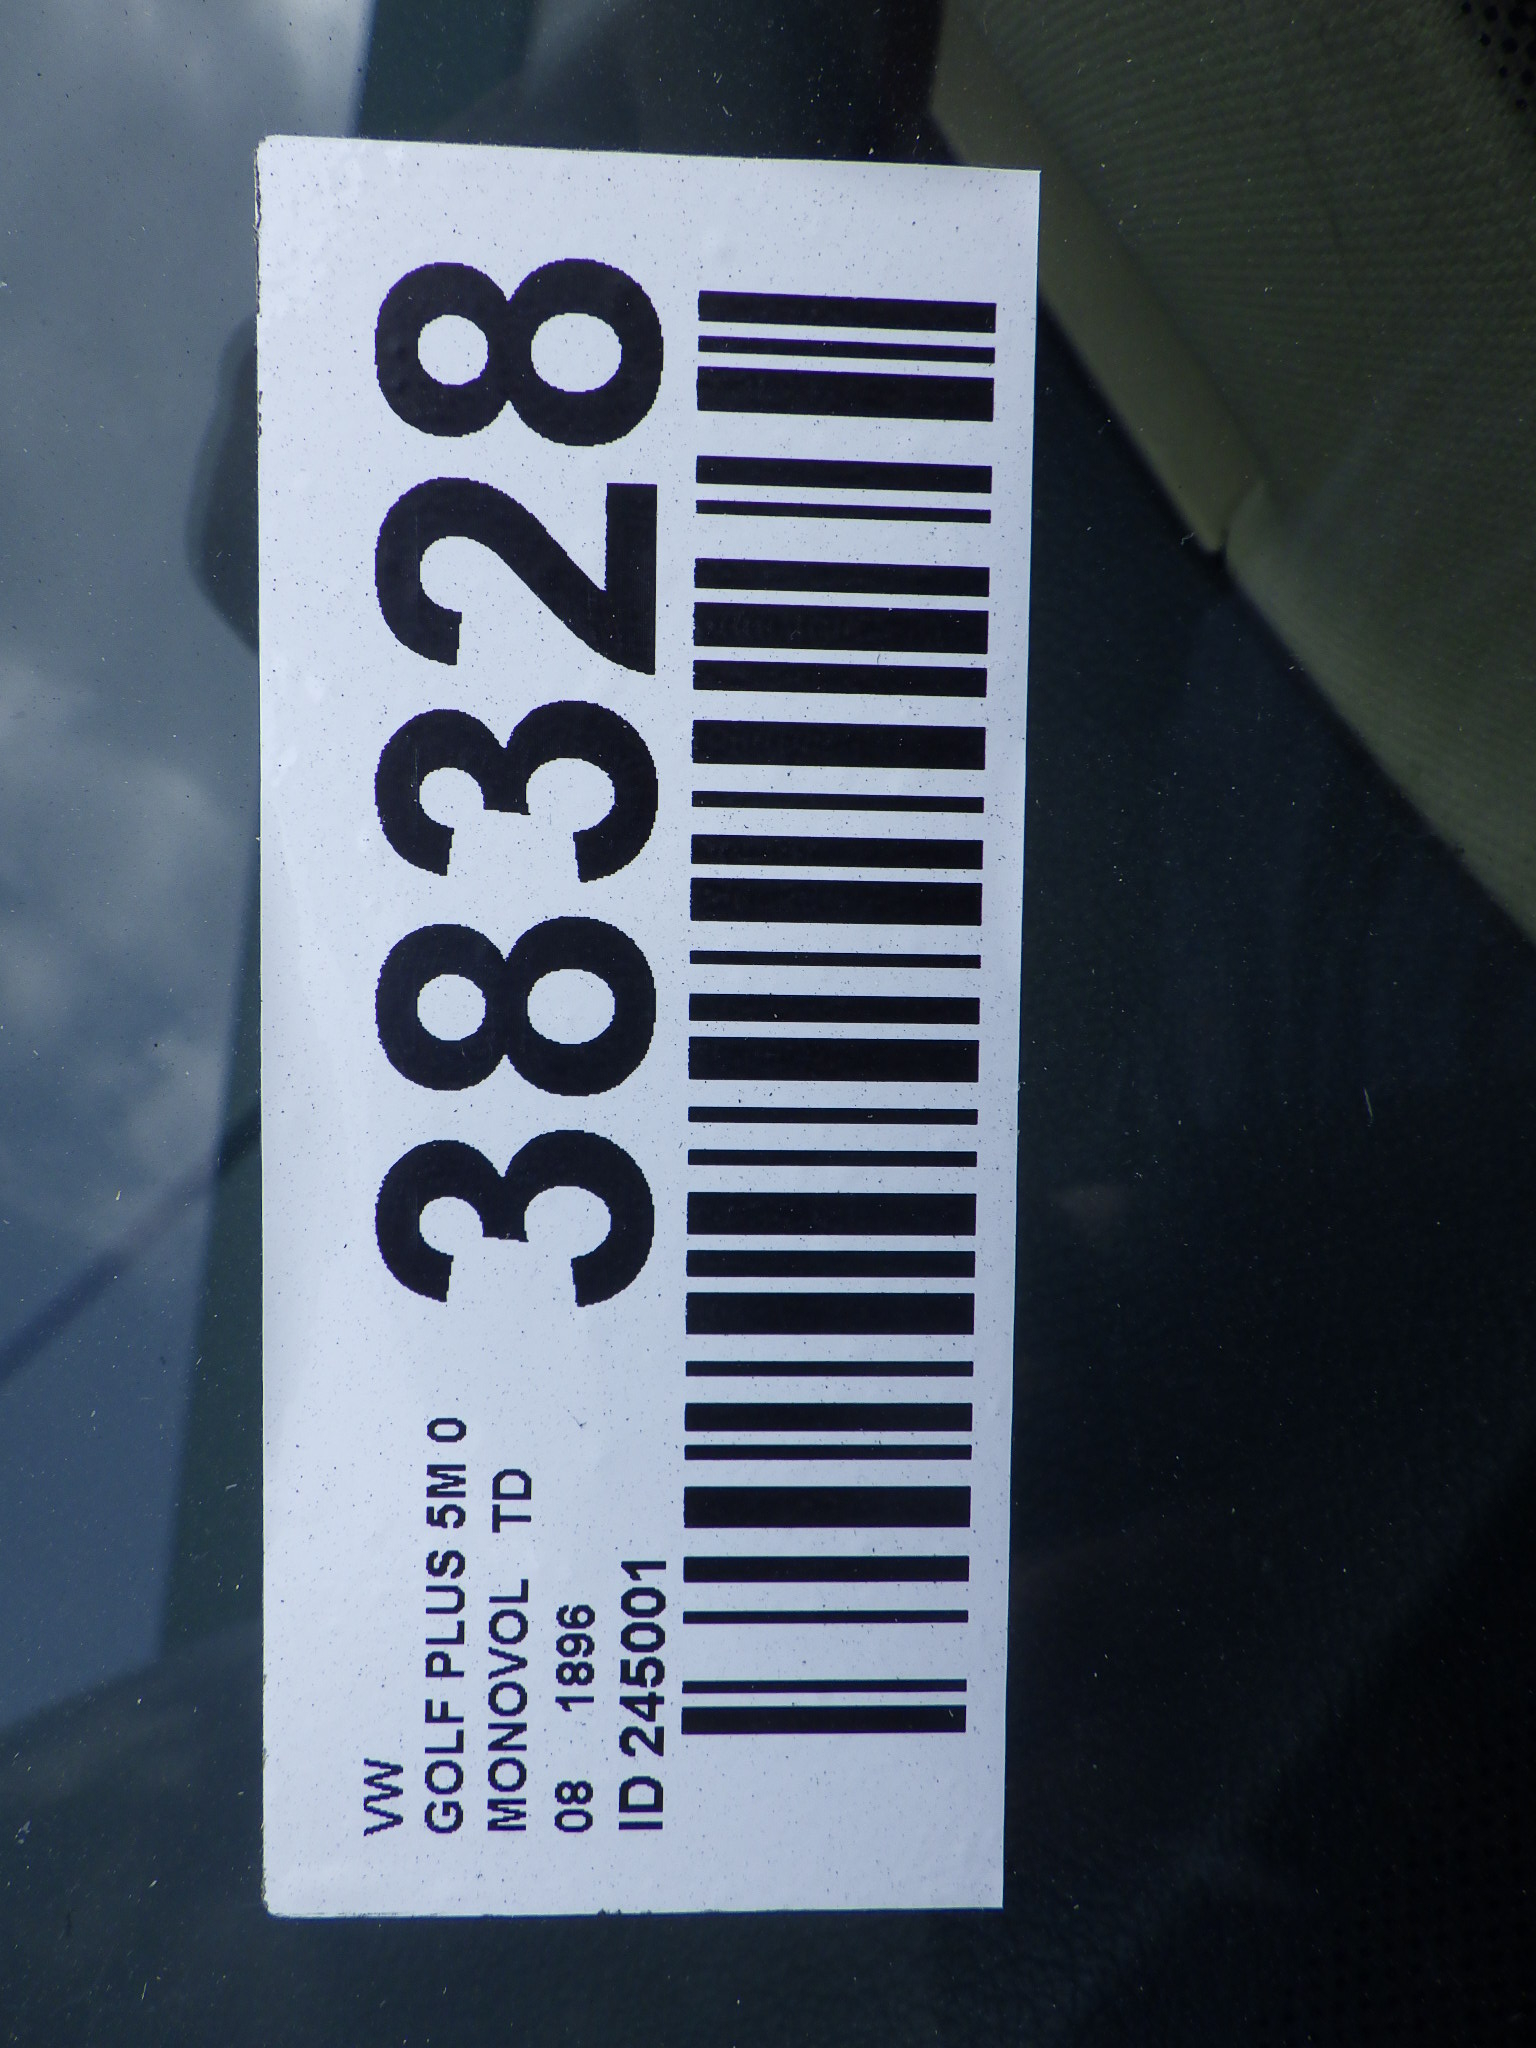 VW
GOLF PLUS 5M 0
MONOVOL TD
08 1896
ID 245001
38328